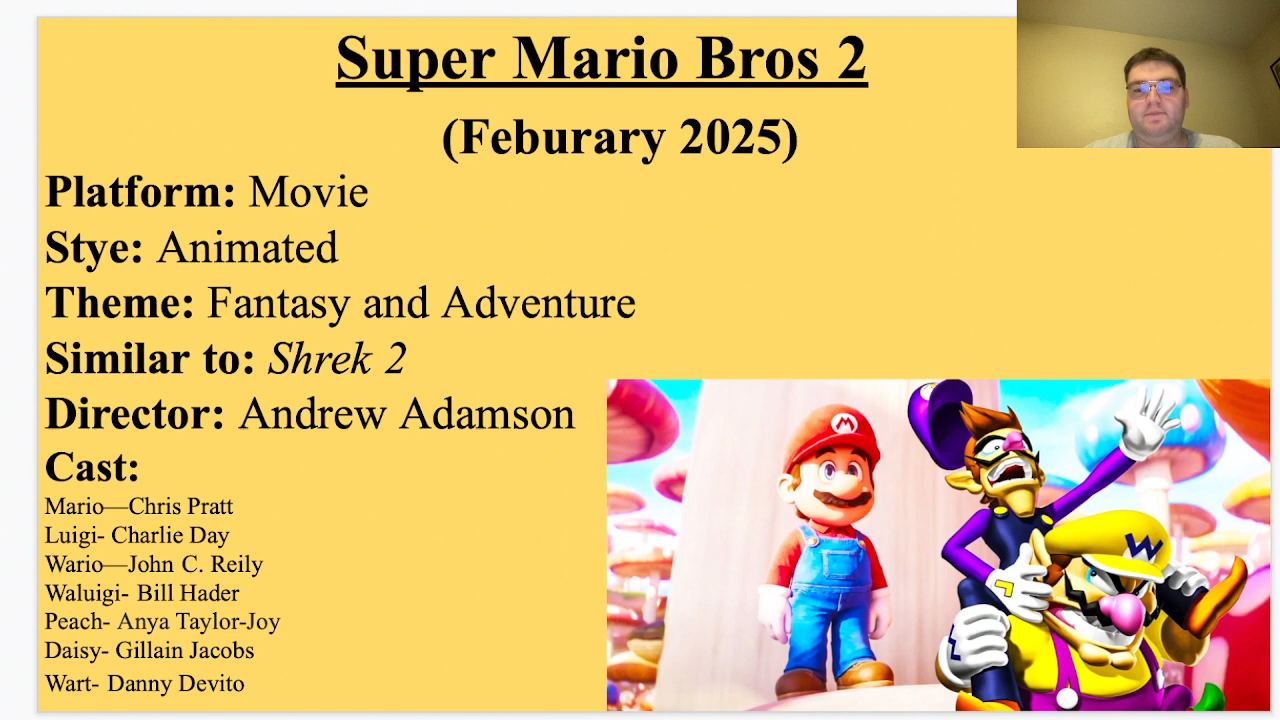 Super Mario Bros 2
(Feburary 2025)
Platform: Movie
Stye: Animated
Theme: Fantasy and Adventure
Similar to: Shrek 2
Director: Andrew Adamson
Cast:
Mario—Chris Pratt
Luigi- Charlie Day
Wario—John C. Reily
Waluigi- Bill Hader
Peach- Anya Taylor-Joy
Daisy- Gillain Jacobs
Wart- Danny Devito
M
W